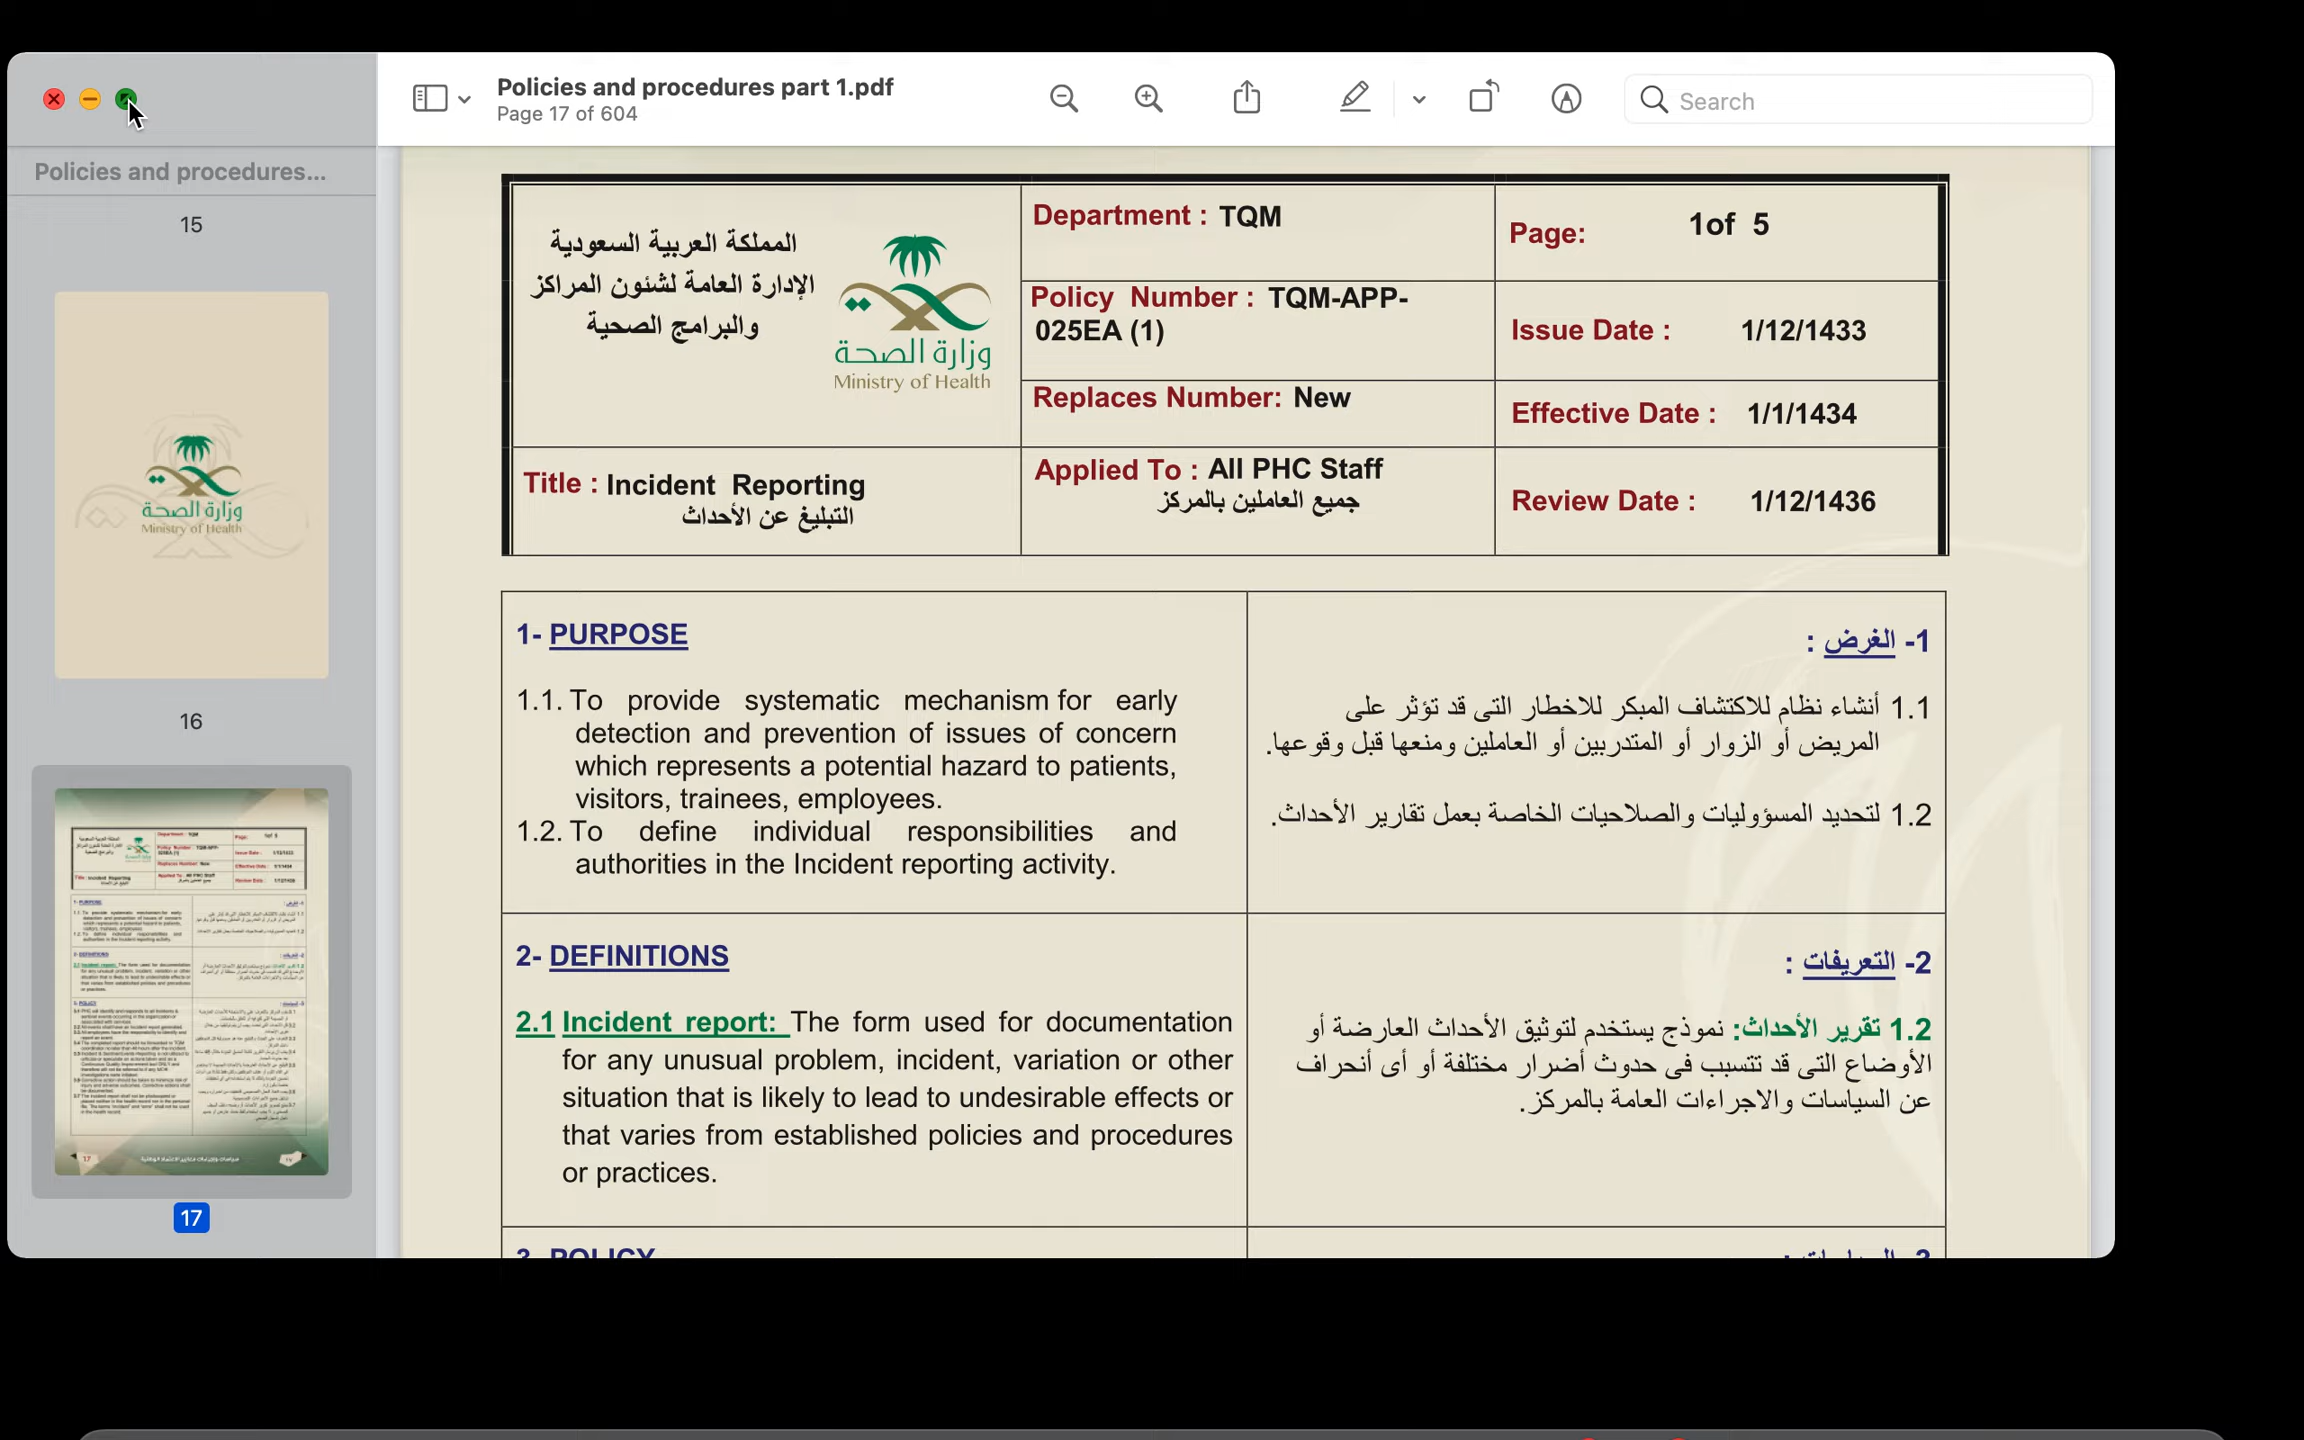 Policies and procedures part 1.pdf
Page 17 of 604
Search
Policies and procedures...
15
وزارة الصحة
Ministry of Health
16
17
المملكة العربية السعودية
الإدارة العامة لشئون المراكز
والبرامج الصحية
وزارة الصحة
Ministry of Health
Department : TQM
Page: 1of 5
Policy Number : TQM-APP-
025EA (1)
Issue Date : 1/12/1433
Replaces Number: New
Effective Date : 1/1/1434
Title : Incident Reporting
التبليغ عن الأحداث
Applied To : All PHC Staff
جميع العاملين بالمركز
Review Date : 1/12/1436
1- PURPOSE
1.1. To provide systematic mechanism for early
detection and prevention of issues of concern
which represents a potential hazard to patients,
visitors, trainees, employees.
1.2. To define individual responsibilities and
authorities in the Incident reporting activity.
1- الغرض :
1.1 أنشاء نظام للاكتشاف المبكر للاخطار التى قد تؤثر على
المريض أو الزوار أو المتدربين أو العاملين ومنعها قبل وقوعها.
1.2 لتحديد المسؤوليات والصلاحيات الخاصة بعمل تقارير الأحداث.
2- DEFINITIONS
2.1 Incident report: The form used for documentation
for any unusual problem, incident, variation or other
situation that is likely to lead to undesirable effects or
that varies from established policies and procedures
or practices.
2- التعريفات :
1.2 تقرير الأحداث: نموذج يستخدم لتوثيق الأحداث العارضة أو
الأوضاع التى قد تتسبب فى حدوث أضرار مختلفة أو أى أنحراف
عن السياسات والاجراءات العامة بالمركز.
3- POLICY